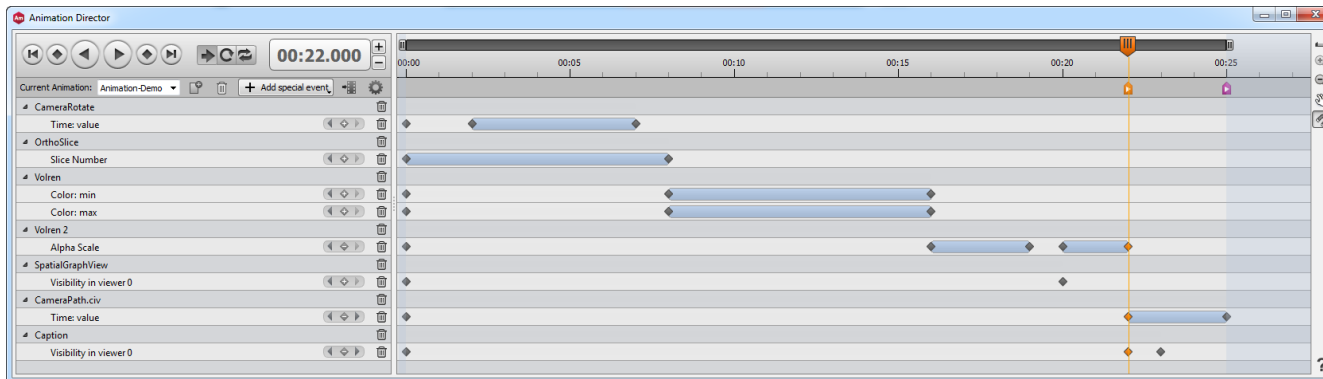 Am Animation Director
00:22.000
00:00 00:05 00:10 00:15 00:20 00:25
Current Animation: Animation-Demo Add special event
CameraRotate
Time: value
OrthoSlice
Slice Number
Volren
Color: min
Color: max
Volren 2
Alpha Scale
SpatialGraphView
Visibility in viewer 0
CameraPath.civ
Time: value
Caption
Visibility in viewer 0
?